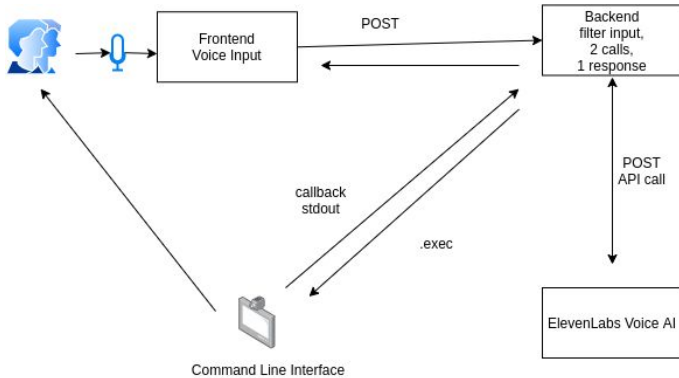 Frontend
Voice Input
POST
Backend
filter input,
2 calls,
1 response
callback
stdout
.exec
POST
API call
ElevenLabs Voice AI
Command Line Interface